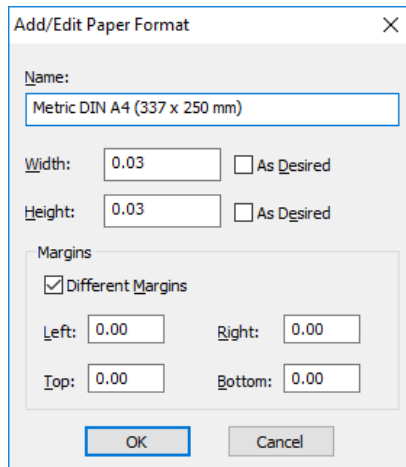 Add/Edit Paper Format
Name:
Metric DIN A4 (337 x 250 mm)
Width: 0.03 As Desired
Height: 0.03 As Desired
Margins
Different Margins
Left: 0.00 Right: 0.00
Top: 0.00 Bottom: 0.00
OK Cancel